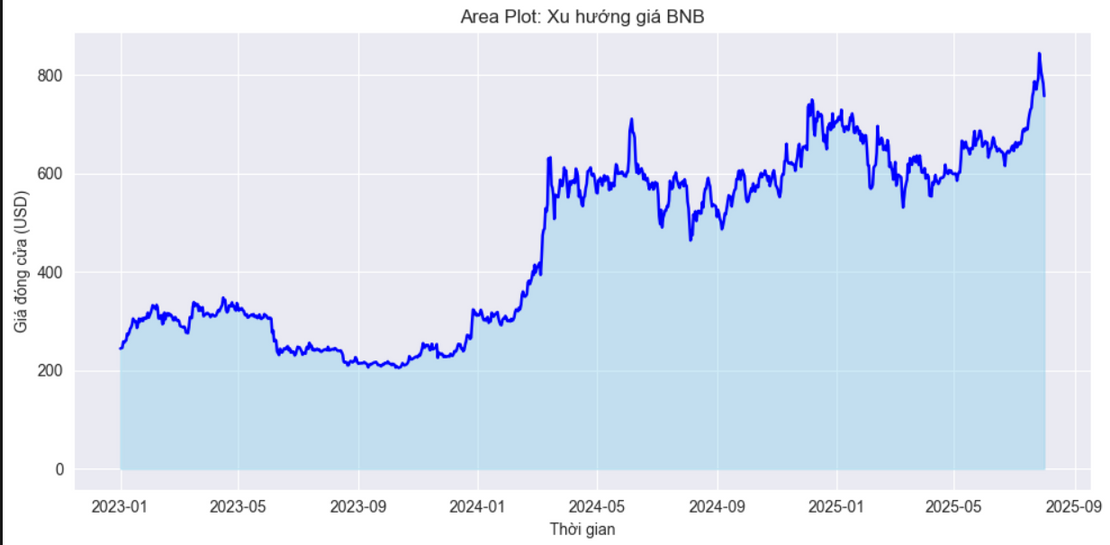 Area Plot: Xu hướng giá BNB
Giá đóng cửa (USD)
800
600
400
200
0
2023-01 2023-05 2023-09 2024-01 2024-05 2024-09 2025-01 2025-05 2025-09
Thời gian